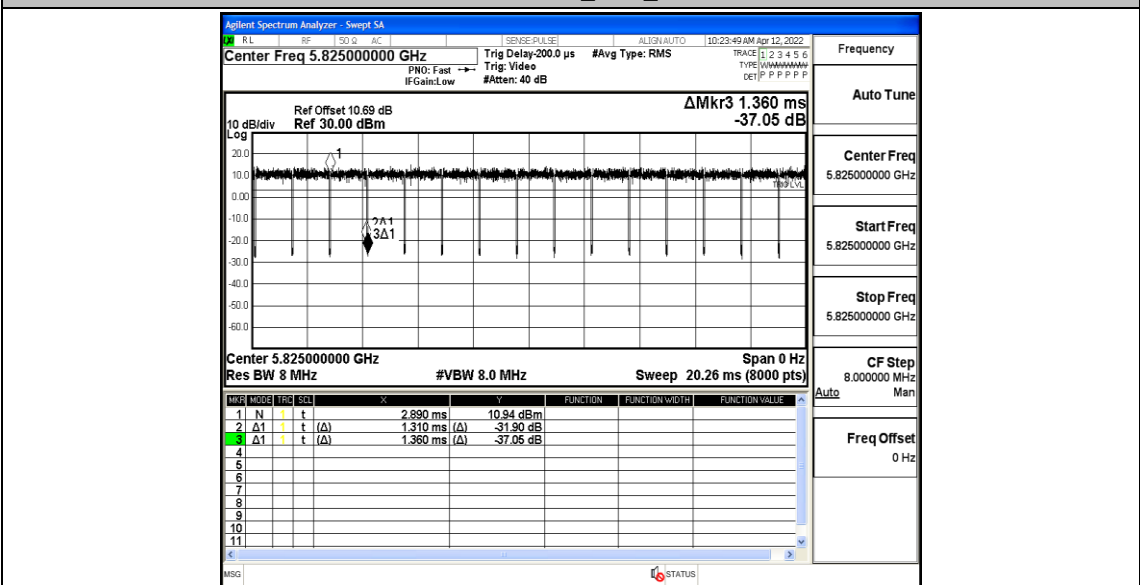 Agilent Spectrum Analyzer - Swept SA
RL RF 50 Ω AC SENSE:PULSE ALIGNAUTO 10:23:49 AM Apr 12, 2022
Center Freq 5.825000000 GHz
PNO: Fast
IFGain:Low
Trig Delay-200.0 µs
Trig: Video
#Atten: 40 dB
#Avg Type: RMS
TRACE 1 2 3 4 5 6
TYPE
DET P P P P P P
Frequency
Auto Tune
Center Freq
5.825000000 GHz
Start Freq
5.825000000 GHz
Stop Freq
5.825000000 GHz
CF Step
8.000000 MHz
Auto Man
Freq Offset
0 Hz
ΔMkr3 1.360 ms
-37.05 dB
Ref Offset 10.69 dB
10 dB/div Ref 30.00 dBm
Log
20.0
10.0
0.00
-10.0
-20.0
-30.0
-40.0
-50.0
-60.0
1
TRIG LVL
2Δ1
3Δ1
Center 5.825000000 GHz Span 0 Hz
Res BW 8 MHz #VBW 8.0 MHz Sweep 20.26 ms (8000 pts)
MKR MODE TRC SCL X Y FUNCTION FUNCTION WIDTH FUNCTION VALUE
1 N 1 t 2.890 ms 10.94 dBm
2 Δ1 1 t (Δ) 1.310 ms (Δ) -31.90 dB
3 Δ1 1 t (Δ) 1.360 ms (Δ) -37.05 dB
4
5
6
7
8
9
10
11
MSG STATUS